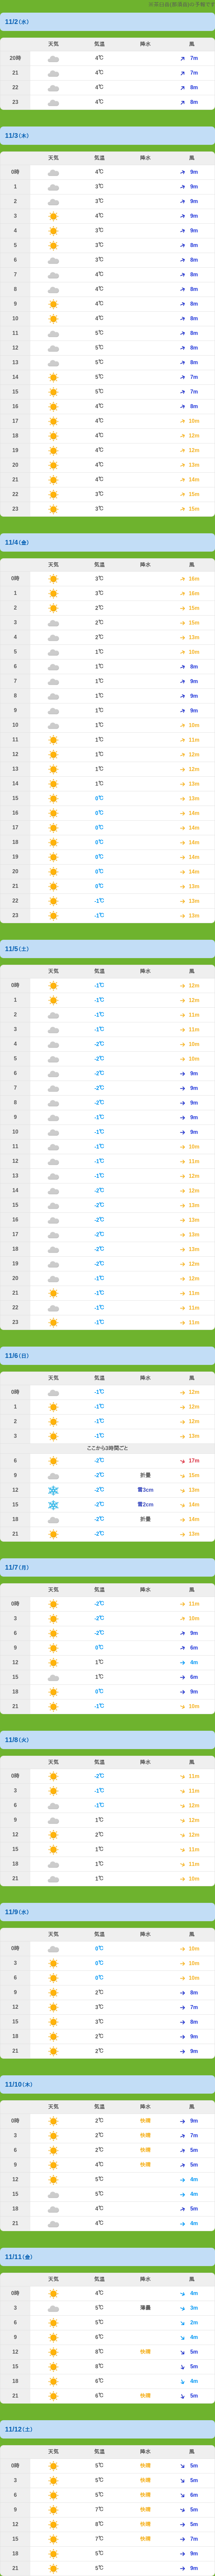 ※茶臼岳(那須岳)の予報です
11/2(水)
天気 気温 降水 風
20時 4℃ 7m
21 4℃ 7m
22 4℃ 8m
23 4℃ 8m
11/3(木)
天気 気温 降水 風
0時 4℃ 9m
1 3℃ 9m
2 3℃ 9m
3 4℃ 9m
4 3℃ 9m
5 3℃ 8m
6 3℃ 8m
7 4℃ 8m
8 4℃ 8m
9 4℃ 8m
10 4℃ 8m
11 5℃ 8m
12 5℃ 8m
13 5℃ 8m
14 5℃ 7m
15 5℃ 7m
16 4℃ 8m
17 4℃ 10m
18 4℃ 12m
19 4℃ 12m
20 4℃ 13m
21 4℃ 14m
22 3℃ 15m
23 3℃ 15m
11/4(金)
天気 気温 降水 風
0時 3℃ 16m
1 3℃ 16m
2 2℃ 15m
3 2℃ 15m
4 2℃ 13m
5 1℃ 10m
6 1℃ 8m
7 1℃ 9m
8 1℃ 9m
9 1℃ 9m
10 1℃ 10m
11 1℃ 11m
12 1℃ 12m
13 1℃ 12m
14 1℃ 13m
15 0℃ 13m
16 0℃ 14m
17 0℃ 14m
18 0℃ 14m
19 0℃ 14m
20 0℃ 14m
21 0℃ 13m
22 -1℃ 13m
23 -1℃ 13m
11/5(土)
天気 気温 降水 風
0時 -1℃ 12m
1 -1℃ 12m
2 -1℃ 11m
3 -1℃ 11m
4 -2℃ 10m
5 -2℃ 10m
6 -2℃ 9m
7 -2℃ 9m
8 -2℃ 9m
9 -1℃ 9m
10 -1℃ 9m
11 -1℃ 10m
12 -1℃ 11m
13 -1℃ 12m
14 -2℃ 12m
15 -2℃ 13m
16 -2℃ 13m
17 -2℃ 13m
18 -2℃ 13m
19 -2℃ 12m
20 -1℃ 12m
21 -1℃ 11m
22 -1℃ 11m
23 -1℃ 11m
11/6(日)
天気 気温 降水 風
0時 -1℃ 12m
1 -1℃ 12m
2 -1℃ 12m
3 -1℃ 13m
ここから3時間ごと
6 -2℃ 17m
9 -2℃ 折曇 15m
12 -2℃ 雪3cm 13m
15 -2℃ 雪2cm 14m
18 -2℃ 折曇 14m
21 -2℃ 13m
11/7(月)
天気 気温 降水 風
0時 -2℃ 11m
3 -2℃ 10m
6 -2℃ 9m
9 0℃ 6m
12 1℃ 4m
15 1℃ 6m
18 0℃ 9m
21 -1℃ 10m
11/8(火)
天気 気温 降水 風
0時 -2℃ 11m
3 -1℃ 11m
6 -1℃ 12m
9 1℃ 12m
12 2℃ 12m
15 1℃ 11m
18 1℃ 11m
21 1℃ 10m
11/9(水)
天気 気温 降水 風
0時 0℃ 10m
3 0℃ 10m
6 0℃ 10m
9 2℃ 8m
12 3℃ 7m
15 3℃ 8m
18 2℃ 9m
21 2℃ 9m
11/10(木)
天気 気温 降水 風
0時 2℃ 快晴 9m
3 2℃ 快晴 7m
6 2℃ 快晴 5m
9 4℃ 快晴 5m
12 5℃ 4m
15 5℃ 4m
18 4℃ 5m
21 4℃ 4m
11/11(金)
天気 気温 降水 風
0時 4℃ 4m
3 5℃ 薄曇 3m
6 5℃ 2m
9 6℃ 4m
12 8℃ 快晴 5m
15 8℃ 5m
18 6℃ 4m
21 6℃ 快晴 5m
11/12(土)
天気 気温 降水 風
0時 5℃ 快晴 5m
3 5℃ 快晴 5m
6 5℃ 快晴 6m
9 7℃ 快晴 5m
12 8℃ 快晴 5m
15 7℃ 快晴 7m
18 5℃ 9m
21 5℃ 9m